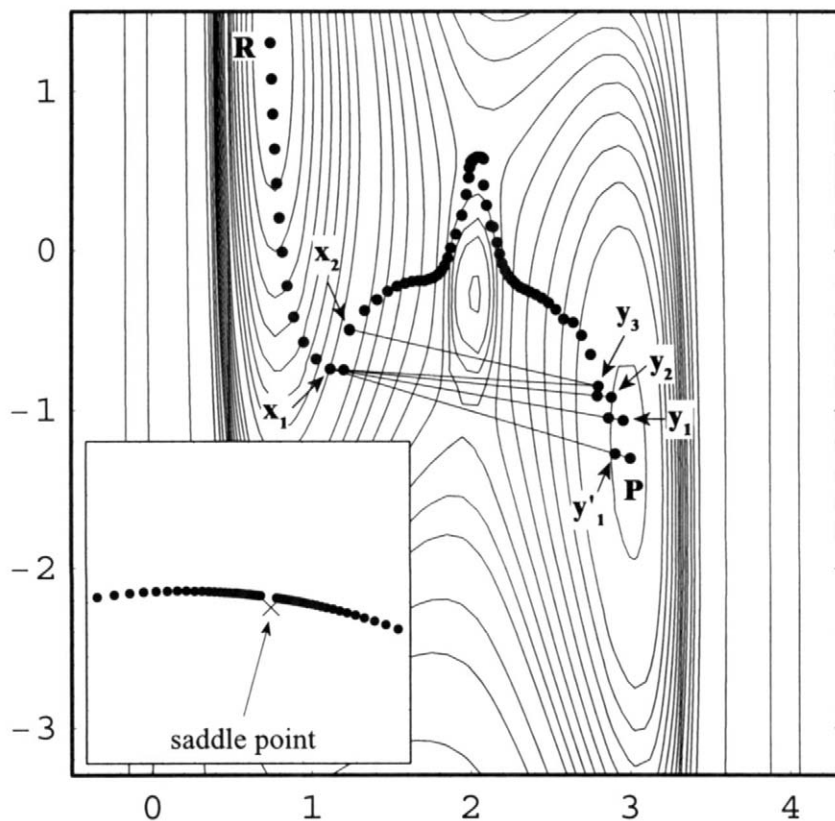 R
1
0
x₂
y₃
y₂
-1
x₁
y₁
y'₁
P
-2
saddle point
-3
0 1 2 3 4